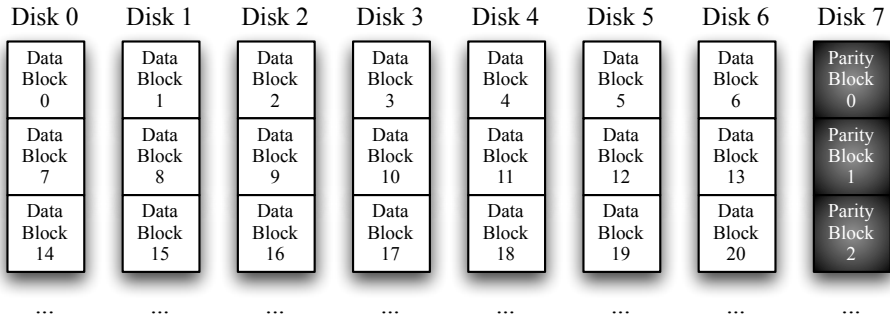 Disk 0 Disk 1 Disk 2 Disk 3 Disk 4 Disk 5 Disk 6 Disk 7
Data Data Data Data Data Data Data Parity
Block Block Block Block Block Block Block Block
0 1 2 3 4 5 6 0
Data Data Data Data Data Data Data Parity
Block Block Block Block Block Block Block Block
7 8 9 10 11 12 13 1
Data Data Data Data Data Data Data Parity
Block Block Block Block Block Block Block Block
14 15 16 17 18 19 20 2
... ... ... ... ... ... ... ...